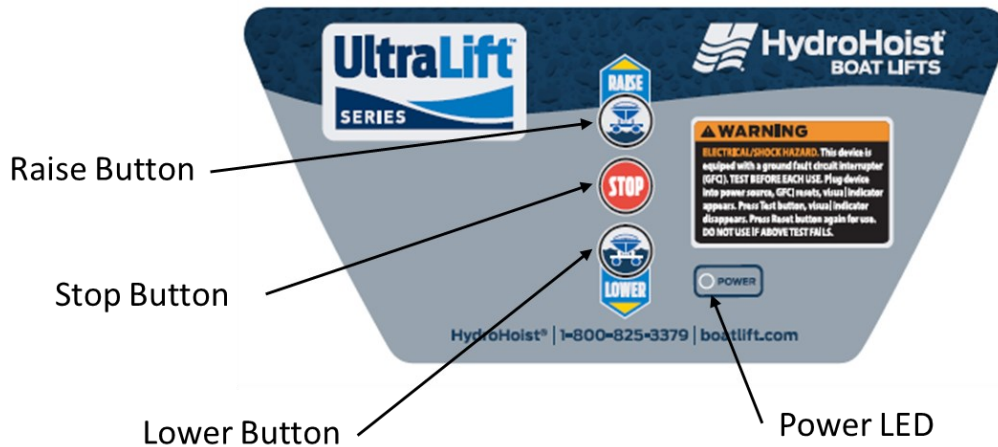 UltraLift™
SERIES
HydroHoist®
BOAT LIFTS
RAISE
STOP
LOWER
⚠ WARNING
ELECTRICAL/SHOCK HAZARD. This device is
equiped with a ground fault circuit interrupter
(GFCI). TEST BEFORE EACH USE. Plug device
into power source, GFCI resets, visual indicator
appears. Press Test button, visual indicator
disappears. Press Reset button again for use.
DO NOT USE IF ABOVE TEST FAILS.
POWER
HydroHoist® | 1-800-825-3379 | boatlift.com
Raise Button
Stop Button
Lower Button
Power LED